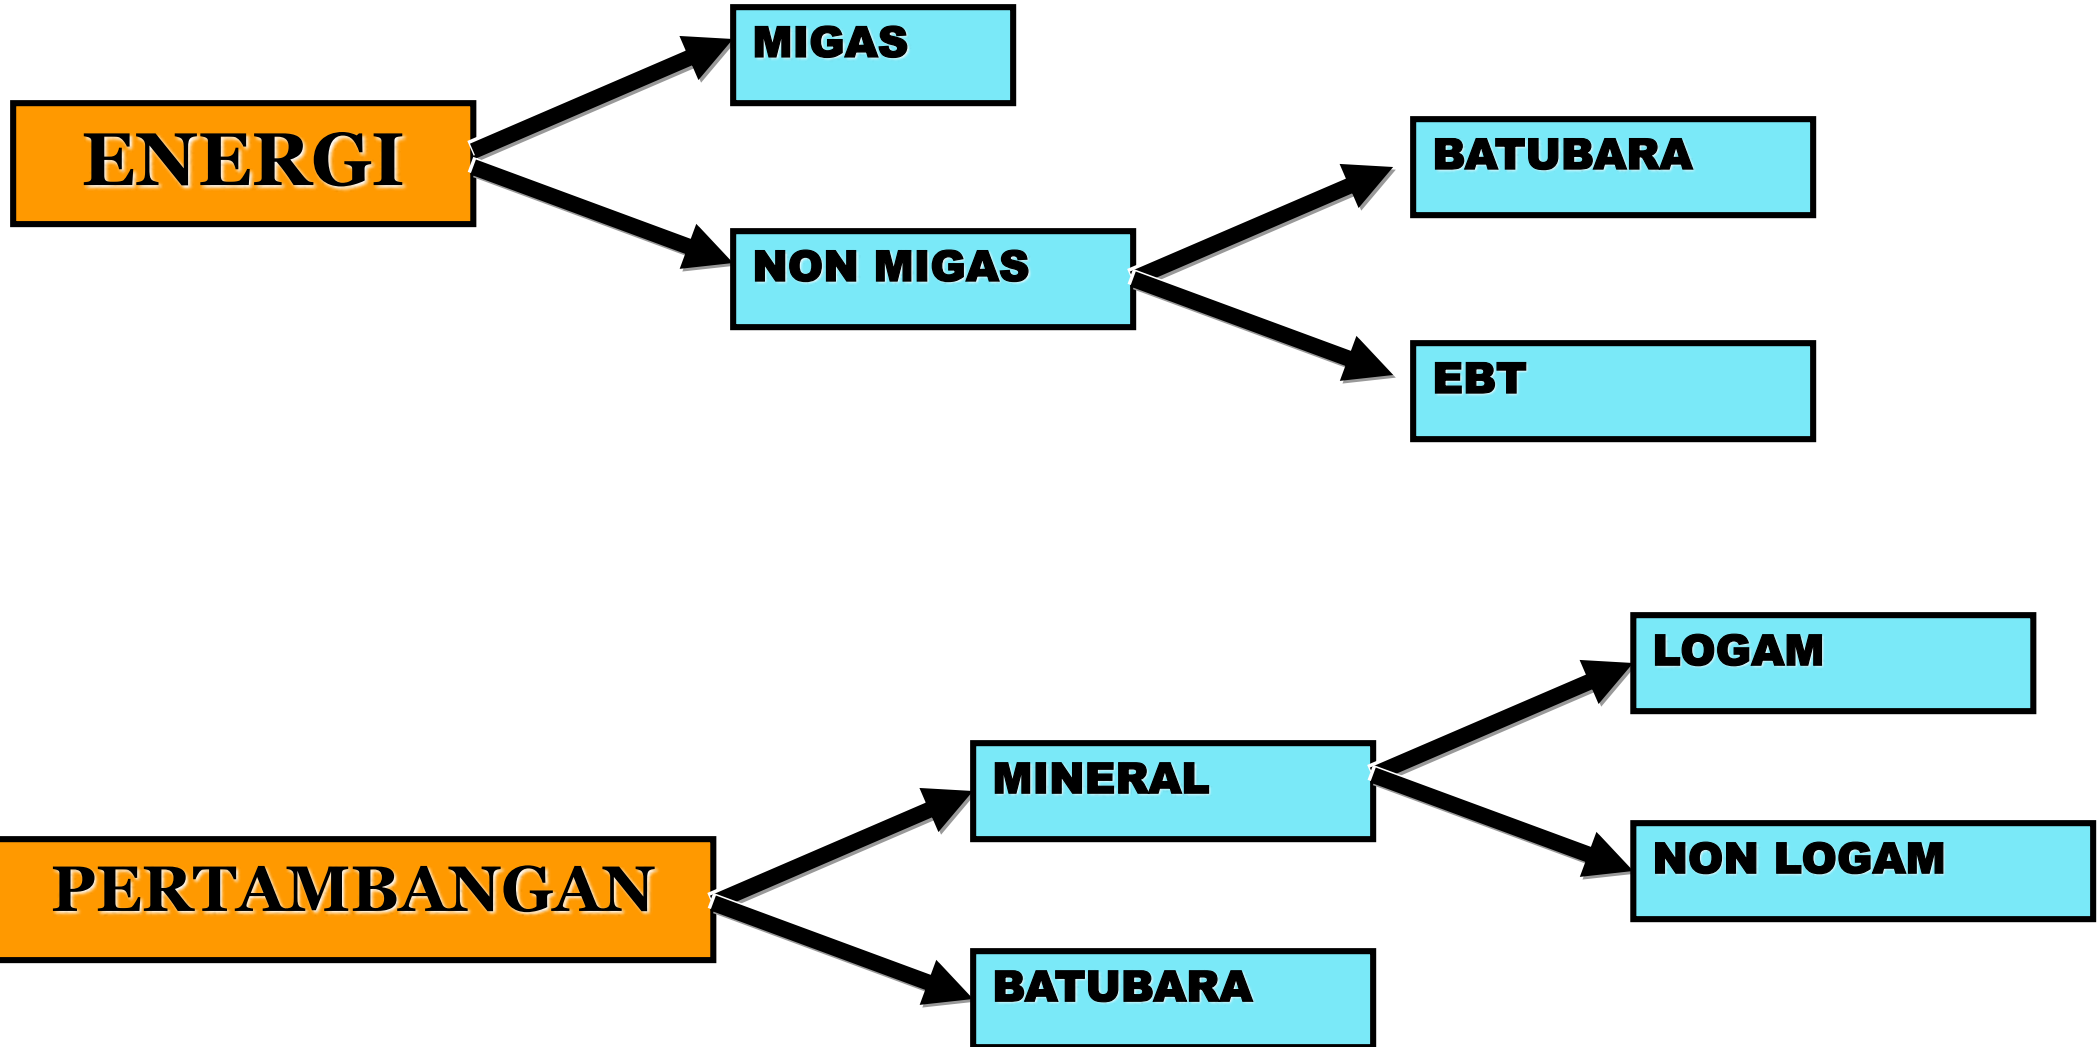 MIGAS
ENERGI
BATUBARA
NON MIGAS
EBT
LOGAM
MINERAL
NON LOGAM
PERTAMBANGAN
BATUBARA